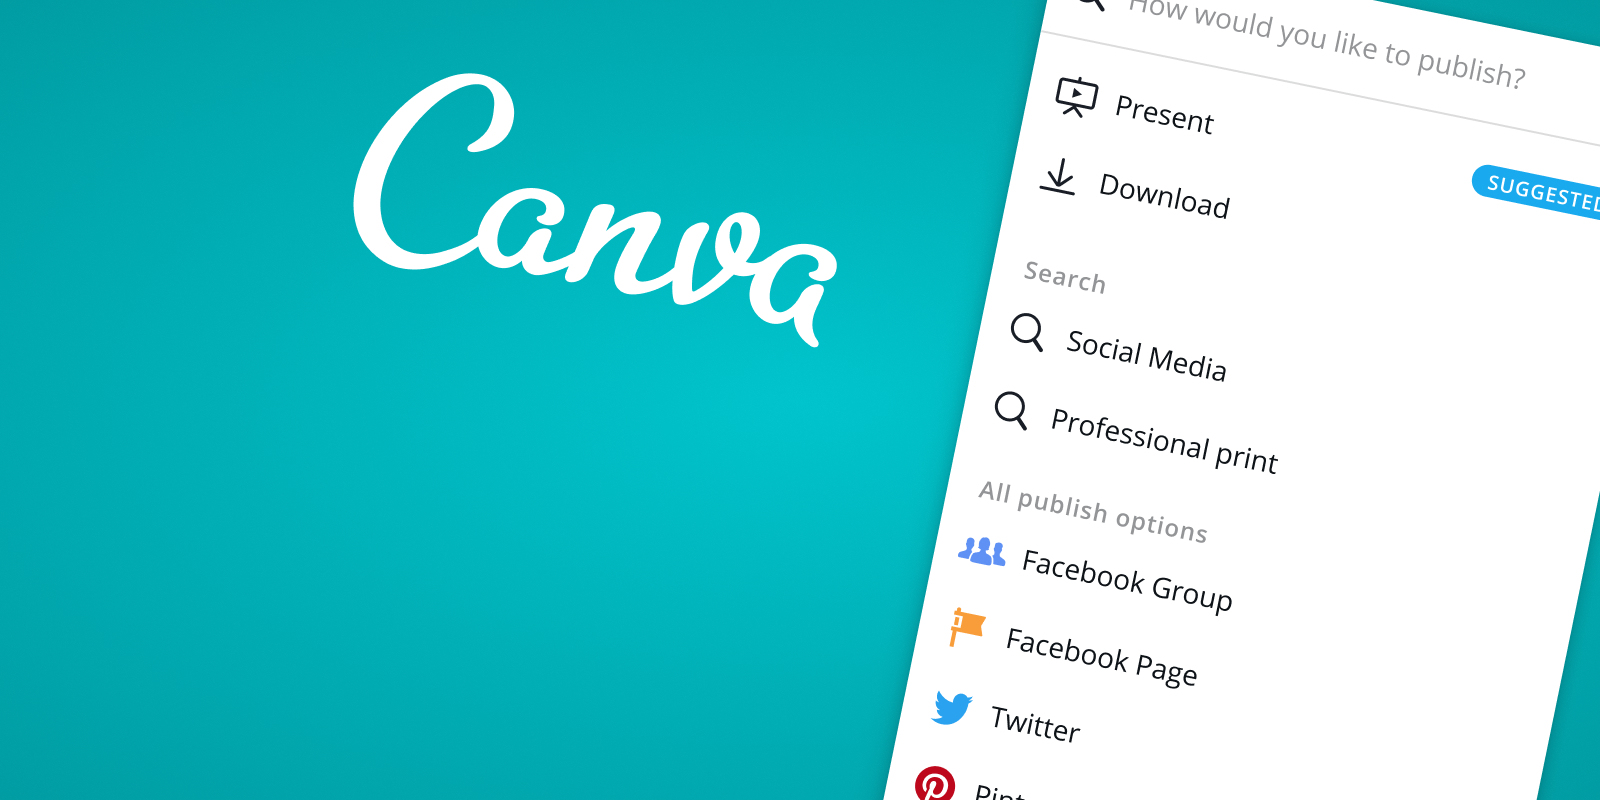 Canva
How would you like to publish?
Present
Download
SUGGESTED
Search
Social Media
Professional print
All publish options
Facebook Group
Facebook Page
Twitter